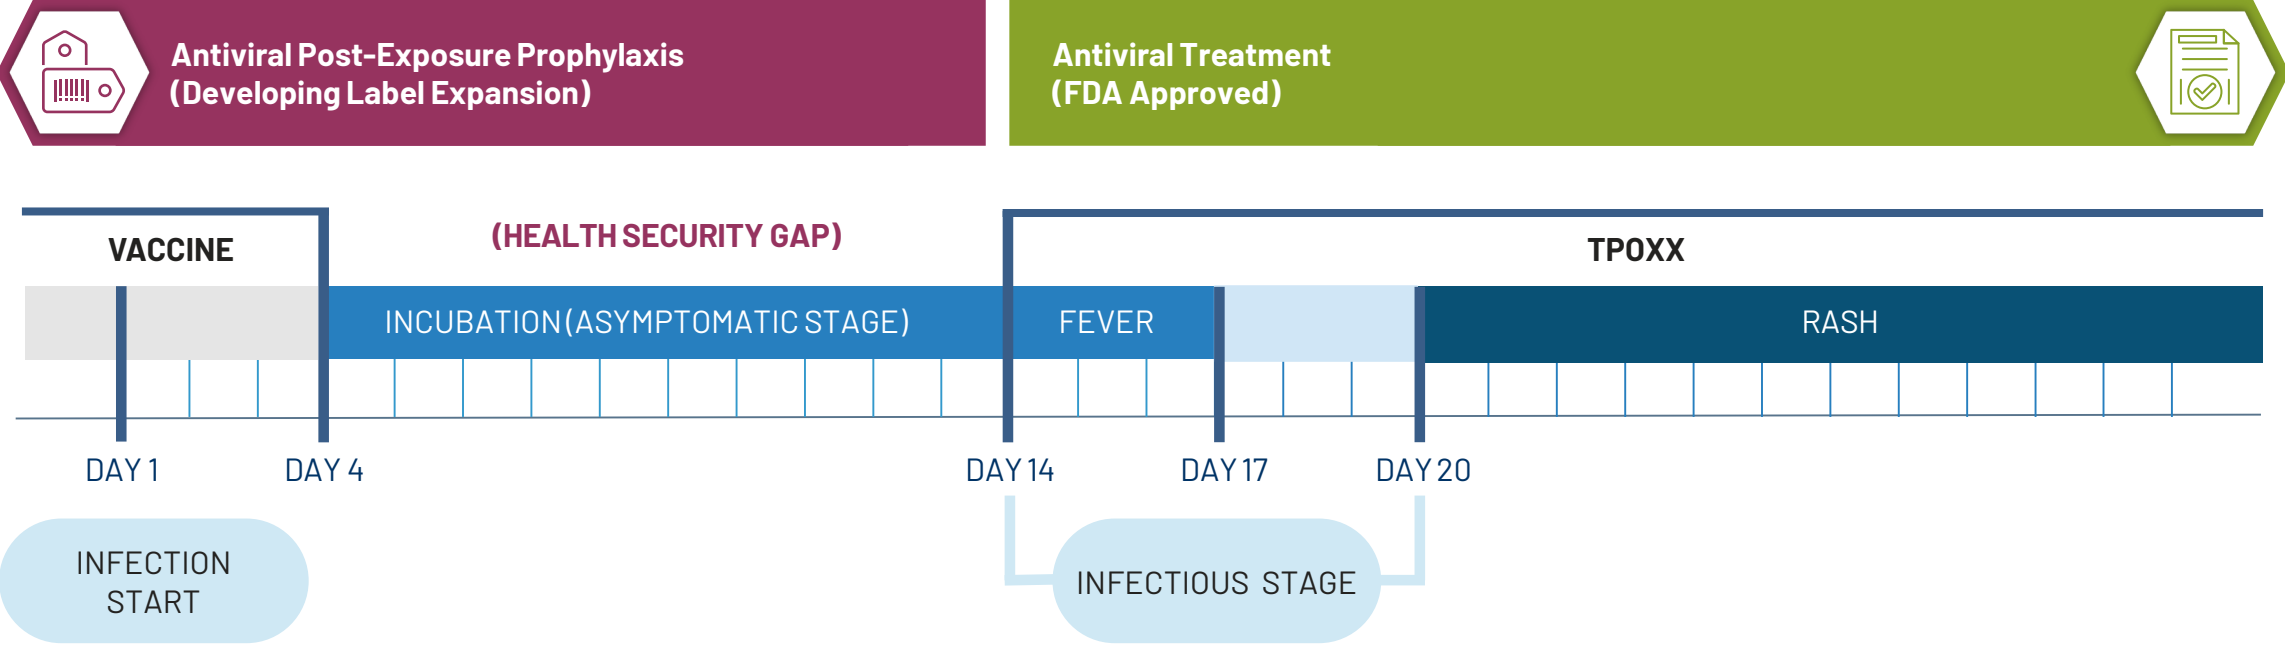 Antiviral Post-Exposure Prophylaxis
(Developing Label Expansion)
Antiviral Treatment
(FDA Approved)
VACCINE
(HEALTH SECURITY GAP)
TPOXX
INCUBATION (ASYMPTOMATIC STAGE)
FEVER
RASH
DAY 1
DAY 4
DAY 14
DAY 17
DAY 20
INFECTION
START
INFECTIOUS STAGE